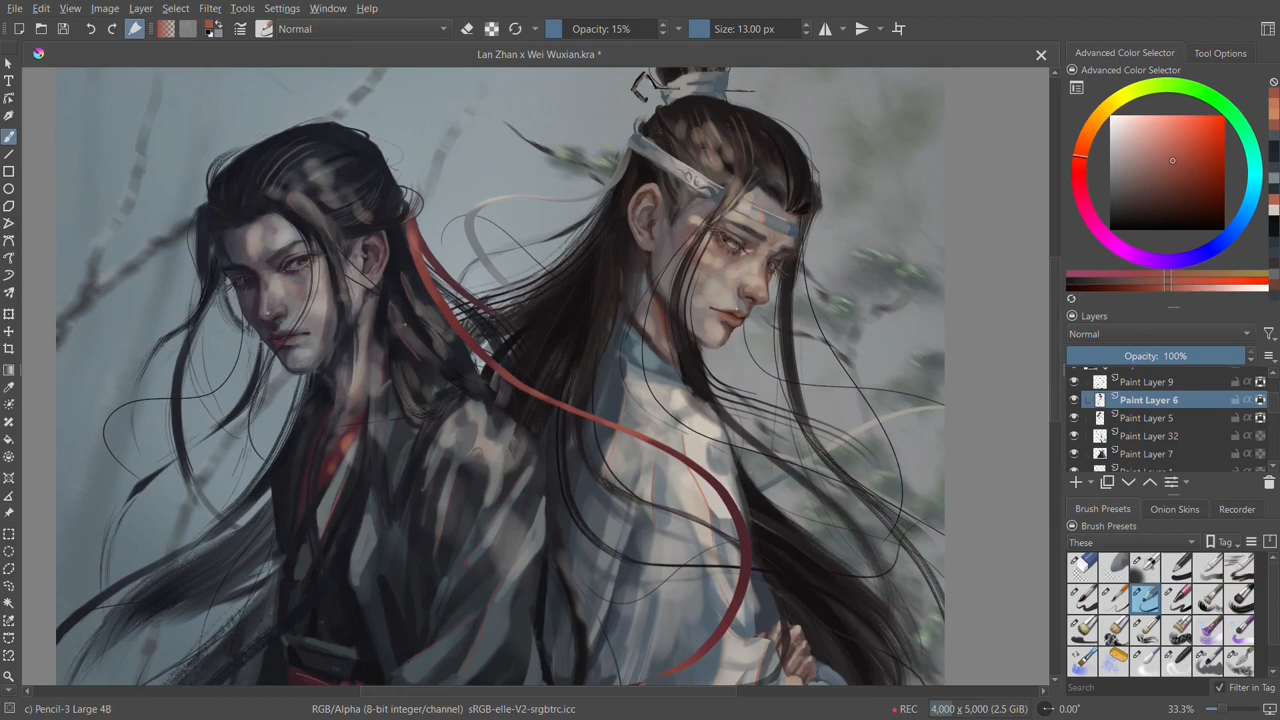 File Edit View Image Layer Select Filter Tools Settings Window Help
Normal Opacity: 15% Size: 13.00 px
Lan Zhan x Wei Wuxian.kra *
Advanced Color Selector Tool Options
Advanced Color Selector
Layers
Normal
Opacity: 100%
Paint Layer 9
Paint Layer 6
Paint Layer 5
Paint Layer 32
Paint Layer 7
Brush Presets Onion Skins Recorder
Brush Presets
These Tag
Search Filter in Tag
c) Pencil-3 Large 4B RGB/Alpha (8-bit integer/channel) sRGB-elle-V2-srgbtrc.icc REC 4,000 x 5,000 (2.5 GiB) 0.00° 33.3%